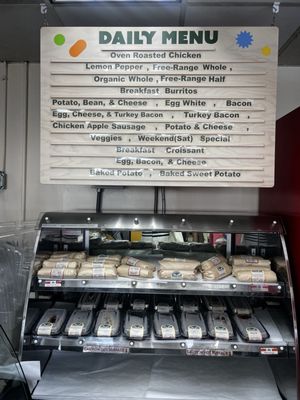 DAILY MENU
Oven Roasted Chicken
Lemon Pepper , Free-Range Whole ,
Organic Whole , Free-Range Half
Breakfast Burritos
Potato, Bean, & Cheese , Egg White , Bacon
Egg, Cheese, & Turkey Bacon , Turkey Bacon ,
Chicken Apple Sausage , Potato & Cheese ,
Veggies , Weekend(Sat) Special
Breakfast Croissant
Egg, Bacon, & Cheese
Baked Potato , Baked Sweet Potato